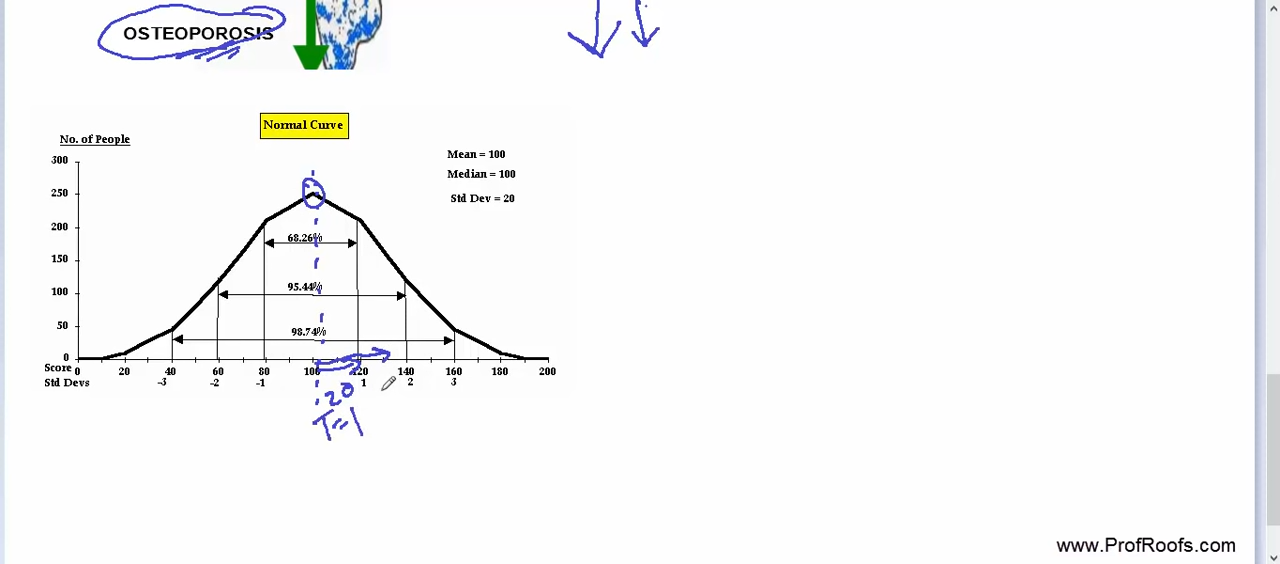 OSTEOPOROSIS
Normal Curve
No. of People
Mean = 100
Median = 100
Std Dev = 20
300
250
200
150
100
50
0
68.26%
95.44%
98.74%
Score 0 20 40 60 80 100 120 140 160 180 200
Std Devs -3 -2 -1 1 2 3
20
T=1
www.ProfRoofs.com